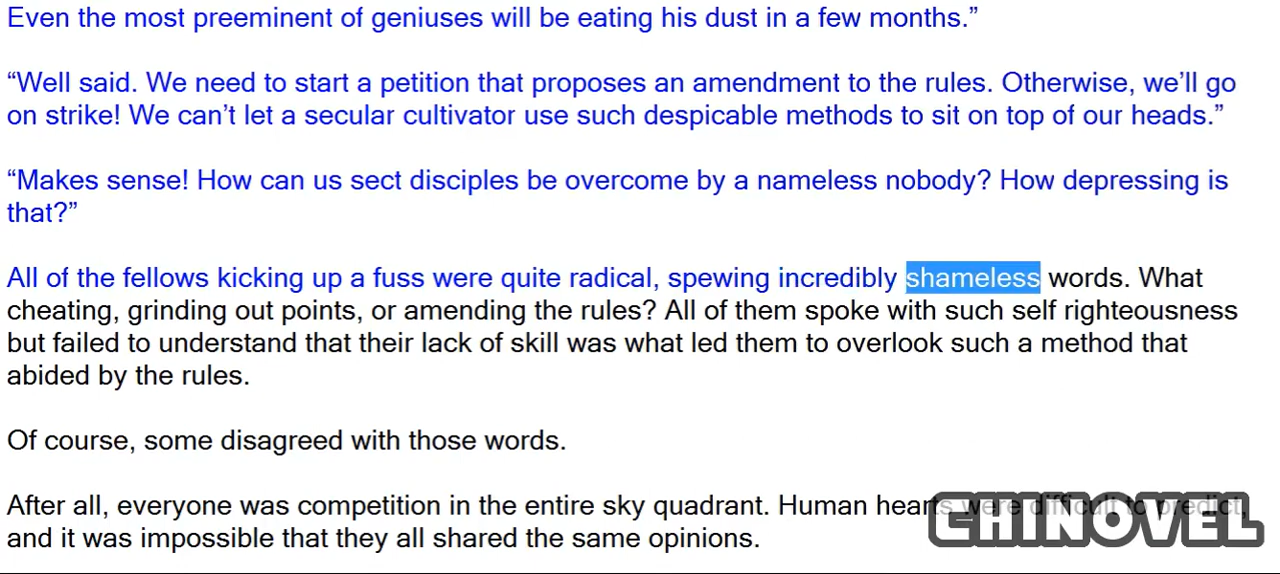 Even the most preeminent of geniuses will be eating his dust in a few months.”
“Well said. We need to start a petition that proposes an amendment to the rules. Otherwise, we’ll go
on strike! We can’t let a secular cultivator use such despicable methods to sit on top of our heads.”
“Makes sense! How can us sect disciples be overcome by a nameless nobody? How depressing is
that?”
All of the fellows kicking up a fuss were quite radical, spewing incredibly shameless words. What
cheating, grinding out points, or amending the rules? All of them spoke with such self righteousness
but failed to understand that their lack of skill was what led them to overlook such a method that
abided by the rules.
Of course, some disagreed with those words.
After all, everyone was competition in the entire sky quadrant. Human hearts were difficult to predict,
and it was impossible that they all shared the same opinions.
CHINOVEL